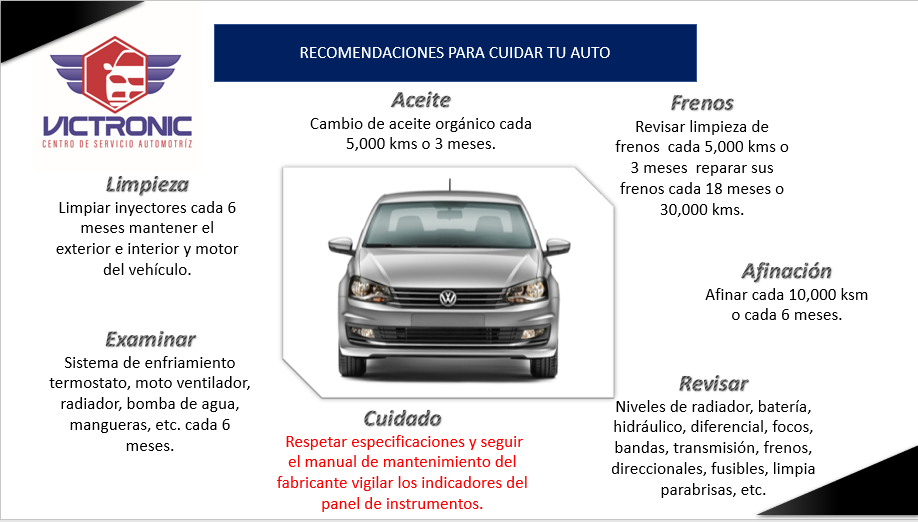 RECOMENDACIONES PARA CUIDAR TU AUTO
VICTRONIC
CENTRO DE SERVICIO AUTOMOTRÍZ
Aceite
Cambio de aceite orgánico cada
5,000 kms o 3 meses.
Frenos
Revisar limpieza de
frenos cada 5,000 kms o
3 meses reparar sus
frenos cada 18 meses o
30,000 kms.
Limpieza
Limpiar inyectores cada 6
meses mantener el
exterior e interior y motor
del vehículo.
Afinación
Afinar cada 10,000 ksm
o cada 6 meses.
Examinar
Sistema de enfriamiento
termostato, moto ventilador,
radiador, bomba de agua,
mangueras, etc. cada 6
meses.
Revisar
Niveles de radiador, batería,
hidráulico, diferencial, focos,
bandas, transmisión, frenos,
direccionales, fusibles, limpia
parabrisas, etc.
Cuidado
Respetar especificaciones y seguir
el manual de mantenimiento del
fabricante vigilar los indicadores del
panel de instrumentos.